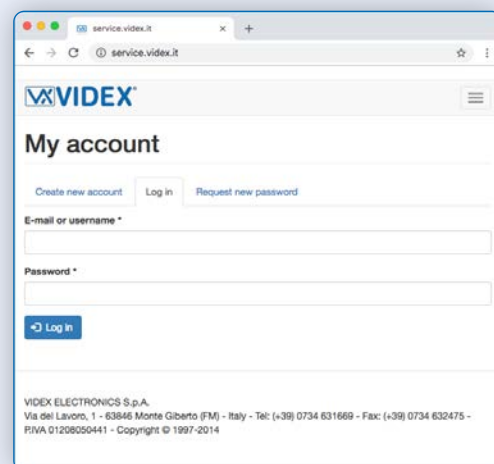 service.videx.it
service.videx.it
VIDEX®
My account
Create new account Log in Request new password
E-mail or username *
Password *
Log in
VIDEX ELECTRONICS S.p.A.
Via del Lavoro, 1 - 63846 Monte Giberto (FM) - Italy - Tel: (+39) 0734 631669 - Fax: (+39) 0734 632475 -
P.IVA 01208050441 - Copyright © 1997-2014